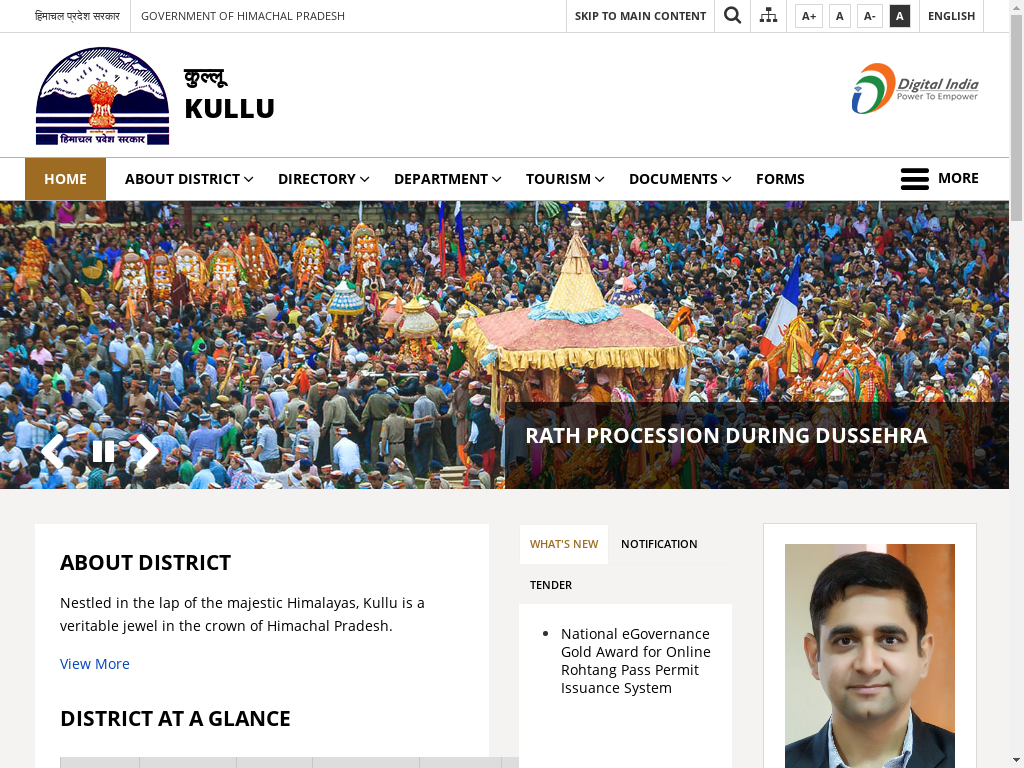 हिमाचल प्रदेश सरकार GOVERNMENT OF HIMACHAL PRADESH SKIP TO MAIN CONTENT A+ A A- A ENGLISH
हिमाचल प्रदेश सरकार
कुल्लू
KULLU
Digital India
Power To Empower
HOME ABOUT DISTRICT DIRECTORY DEPARTMENT TOURISM DOCUMENTS FORMS MORE
RATH PROCESSION DURING DUSSEHRA
ABOUT DISTRICT
Nestled in the lap of the majestic Himalayas, Kullu is a
veritable jewel in the crown of Himachal Pradesh.
View More
DISTRICT AT A GLANCE
WHAT'S NEW NOTIFICATION
TENDER
National eGovernance
Gold Award for Online
Rohtang Pass Permit
Issuance System